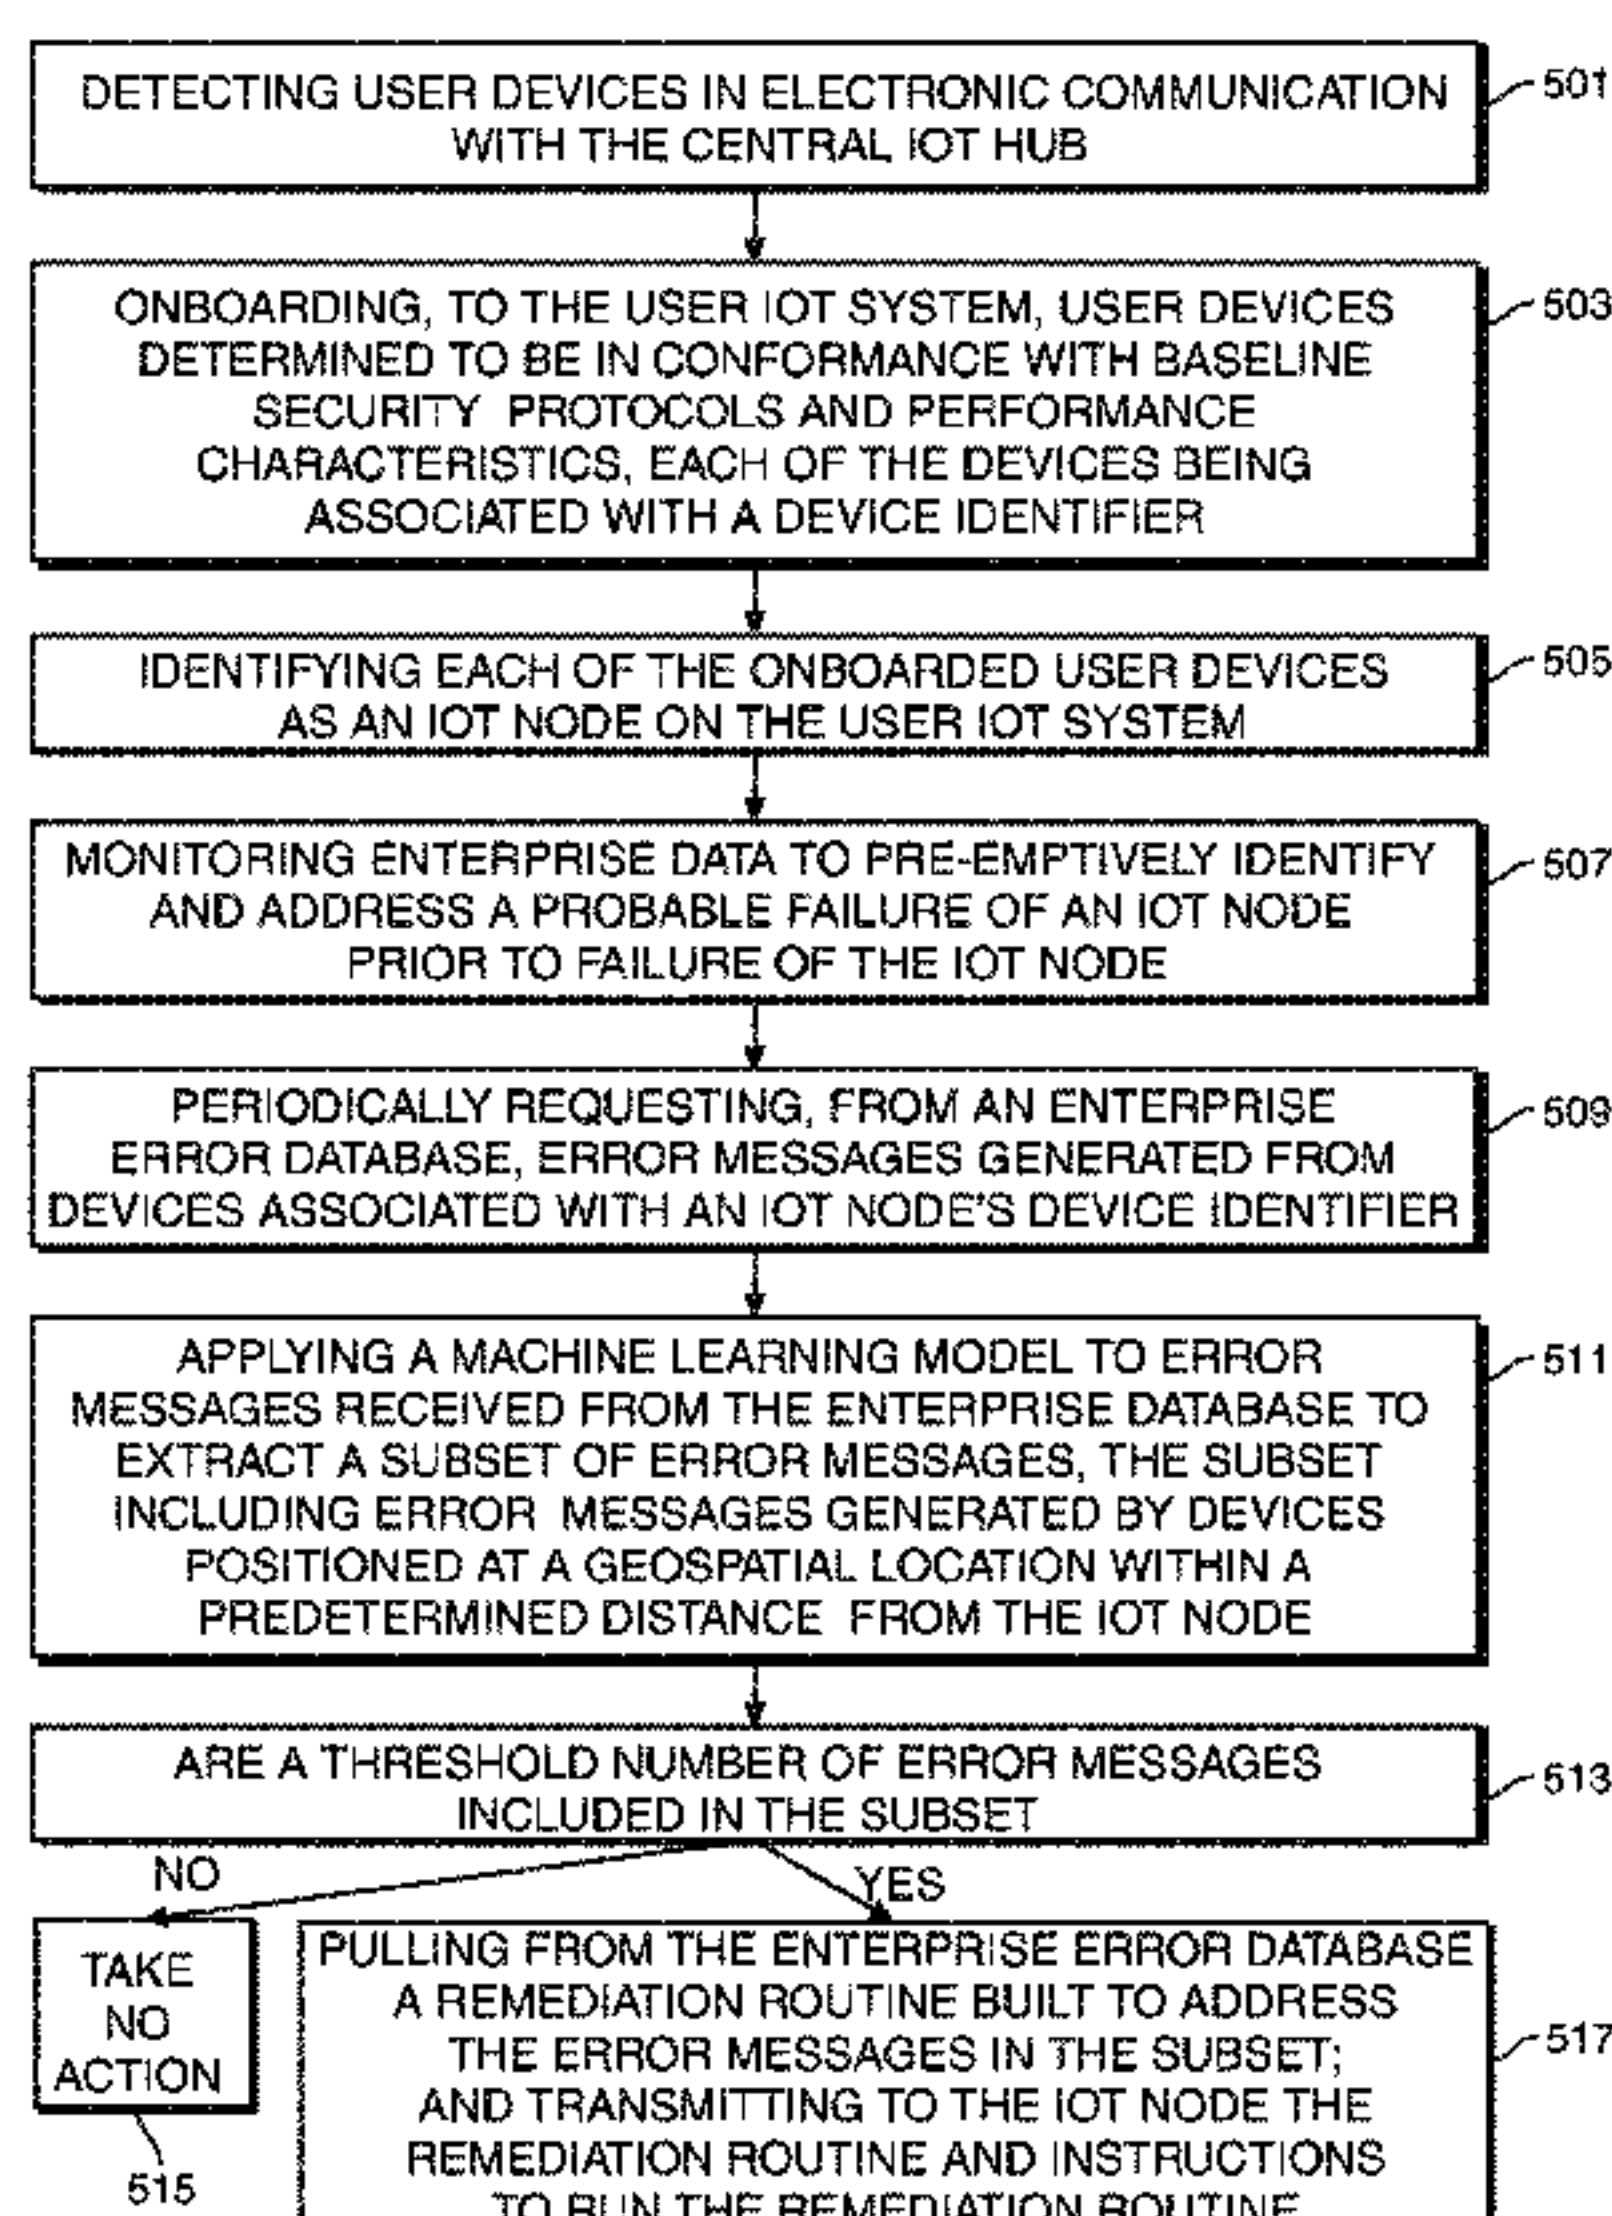 DETECTING USER DEVICES IN ELECTRONIC COMMUNICATION
WITH THE CENTRAL IOT HUB
501
ONBOARDING, TO THE USER IOT SYSTEM, USER DEVICES
DETERMINED TO BE IN CONFORMANCE WITH BASELINE
SECURITY PROTOCOLS AND PERFORMANCE
CHARACTERISTICS, EACH OF THE DEVICES BEING
ASSOCIATED WITH A DEVICE IDENTIFIER
503
IDENTIFYING EACH OF THE ONBOARDED USER DEVICES
AS AN IOT NODE ON THE USER IOT SYSTEM
505
MONITORING ENTERPRISE DATA TO PRE-EMPTIVELY IDENTIFY
AND ADDRESS A PROBABLE FAILURE OF AN IOT NODE
PRIOR TO FAILURE OF THE IOT NODE
507
PERIODICALLY REQUESTING, FROM AN ENTERPRISE
ERROR DATABASE, ERROR MESSAGES GENERATED FROM
DEVICES ASSOCIATED WITH AN IOT NODE'S DEVICE IDENTIFIER
509
APPLYING A MACHINE LEARNING MODEL TO ERROR
MESSAGES RECEIVED FROM THE ENTERPRISE DATABASE TO
EXTRACT A SUBSET OF ERROR MESSAGES, THE SUBSET
INCLUDING ERROR MESSAGES GENERATED BY DEVICES
POSITIONED AT A GEOSPATIAL LOCATION WITHIN A
PREDETERMINED DISTANCE FROM THE IOT NODE
511
ARE A THRESHOLD NUMBER OF ERROR MESSAGES
INCLUDED IN THE SUBSET
513
NO
YES
TAKE
NO
ACTION
515
PULLING FROM THE ENTERPRISE ERROR DATABASE
A REMEDIATION ROUTINE BUILT TO ADDRESS
THE ERROR MESSAGES IN THE SUBSET;
AND TRANSMITTING TO THE IOT NODE THE
REMEDIATION ROUTINE AND INSTRUCTIONS
TO RUN THE REMEDIATION ROUTINE
517